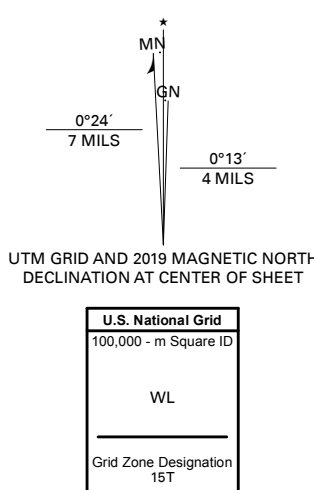 MN
GN
0°24´
7 MILS
0°13´
4 MILS
UTM GRID AND 2019 MAGNETIC NORTH
DECLINATION AT CENTER OF SHEET
U.S. National Grid
100,000 - m Square ID
WL
Grid Zone Designation
15T